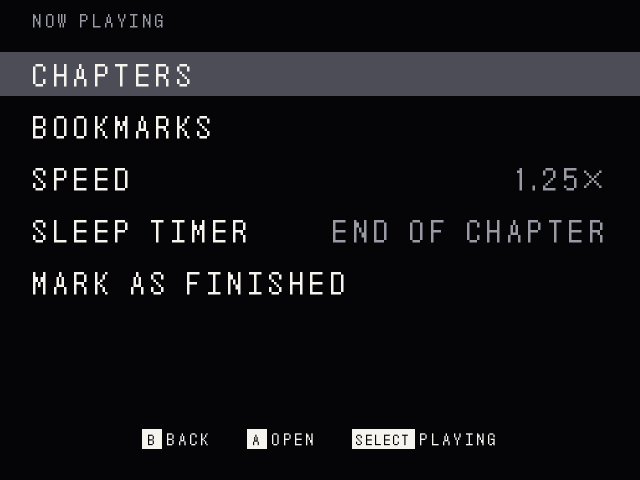 NOW PLAYING
CHAPTERS
BOOKMARKS
SPEED 1.25×
SLEEP TIMER END OF CHAPTER
MARK AS FINISHED
B BACK A OPEN SELECT PLAYING